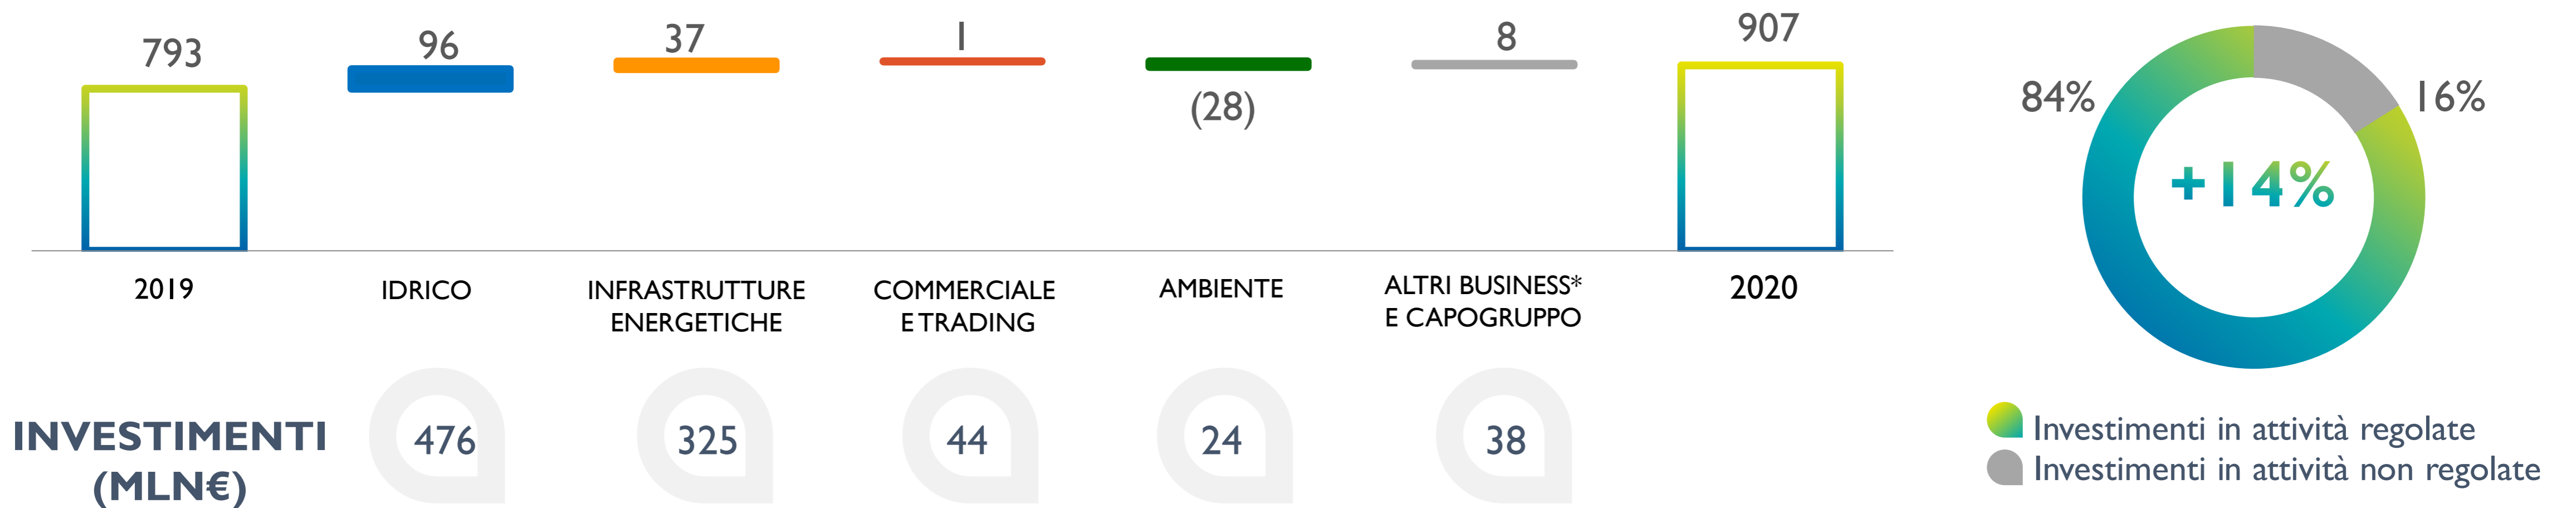 793
96
37
1
(28)
8
907
2019
IDRICO
INFRASTRUTTURE
ENERGETICHE
COMMERCIALE
E TRADING
AMBIENTE
ALTRI BUSINESS*
E CAPOGRUPPO
2020
INVESTIMENTI
(MLN€)
476
325
44
24
38
84%
16%
+14%
Investimenti in attività regolate
Investimenti in attività non regolate